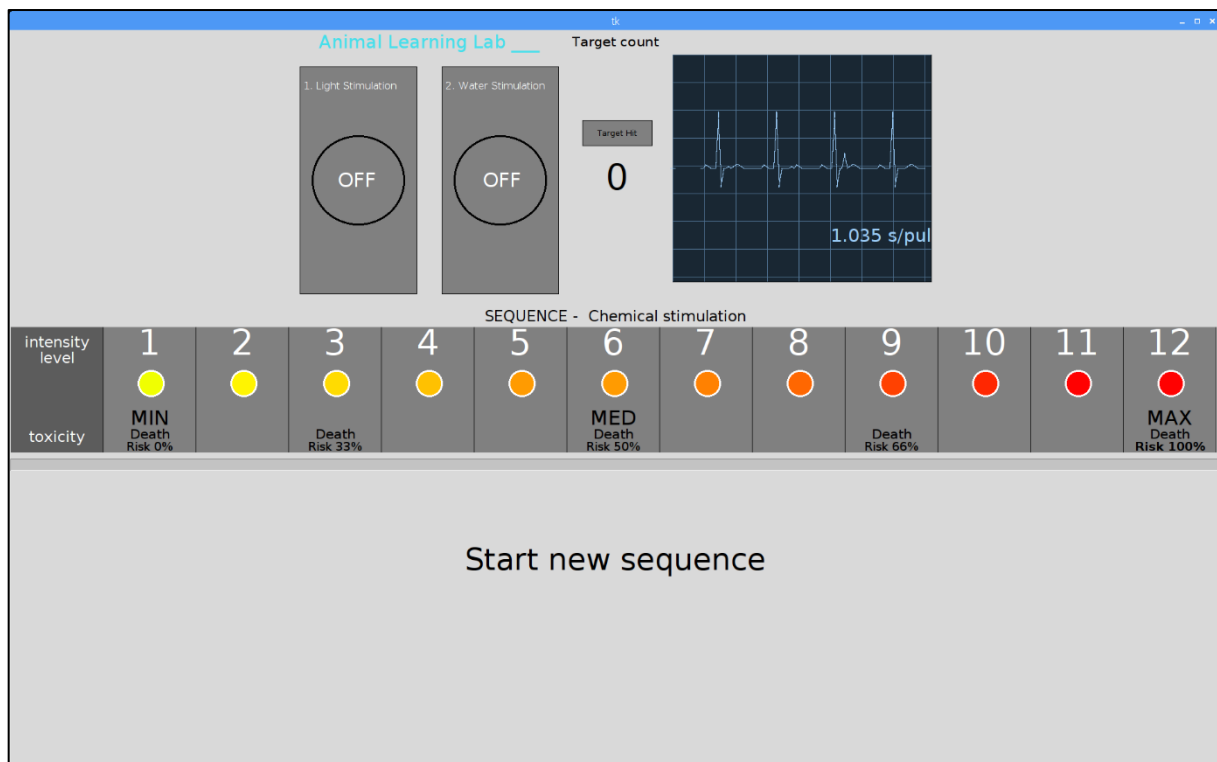 tk
Animal Learning Lab ___
Target count
1. Light Stimulation
2. Water Stimulation
Target Hit
OFF
OFF
0
1.035 s/pul
SEQUENCE - Chemical stimulation
intensity
level
1 2 3 4 5 6 7 8 9 10 11 12
MIN MED MAX
toxicity
Death Death Death Death Death
Risk 0% Risk 33% Risk 50% Risk 66% Risk 100%
Start new sequence